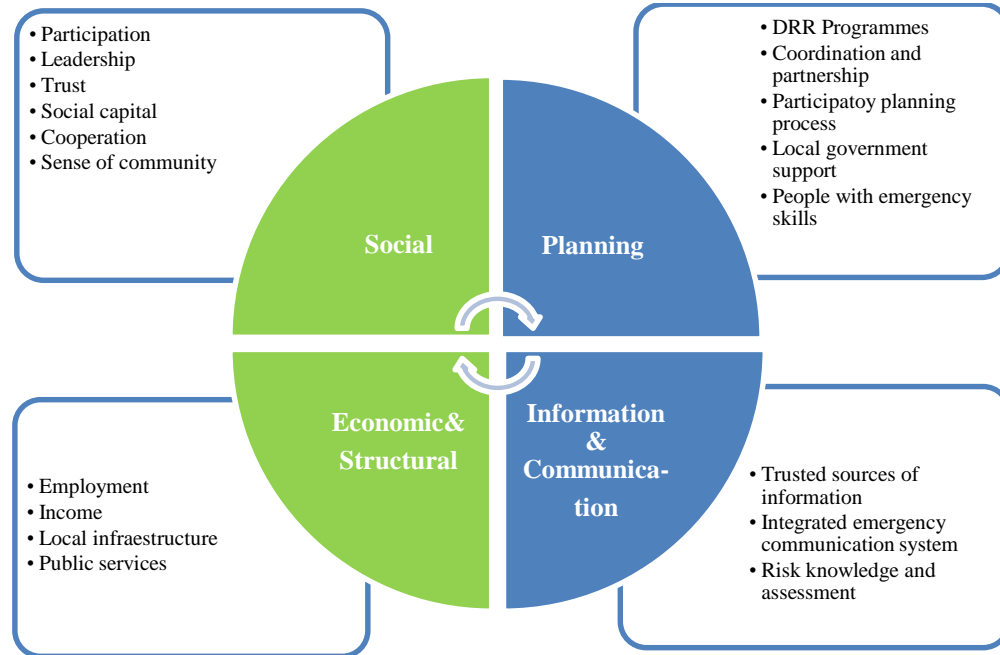 • Participation
• Leadership
• Trust
• Social capital
• Cooperation
• Sense of community
• DRR Programmes
• Coordination and
partnership
• Participatoy planning
process
• Local government
support
• People with emergency
skills
Social
Planning
Economic&
Structural
Information
&
Communica-
tion
• Employment
• Income
• Local infraestructure
• Public services
• Trusted sources of
information
• Integrated emergency
communication system
• Risk knowledge and
assessment